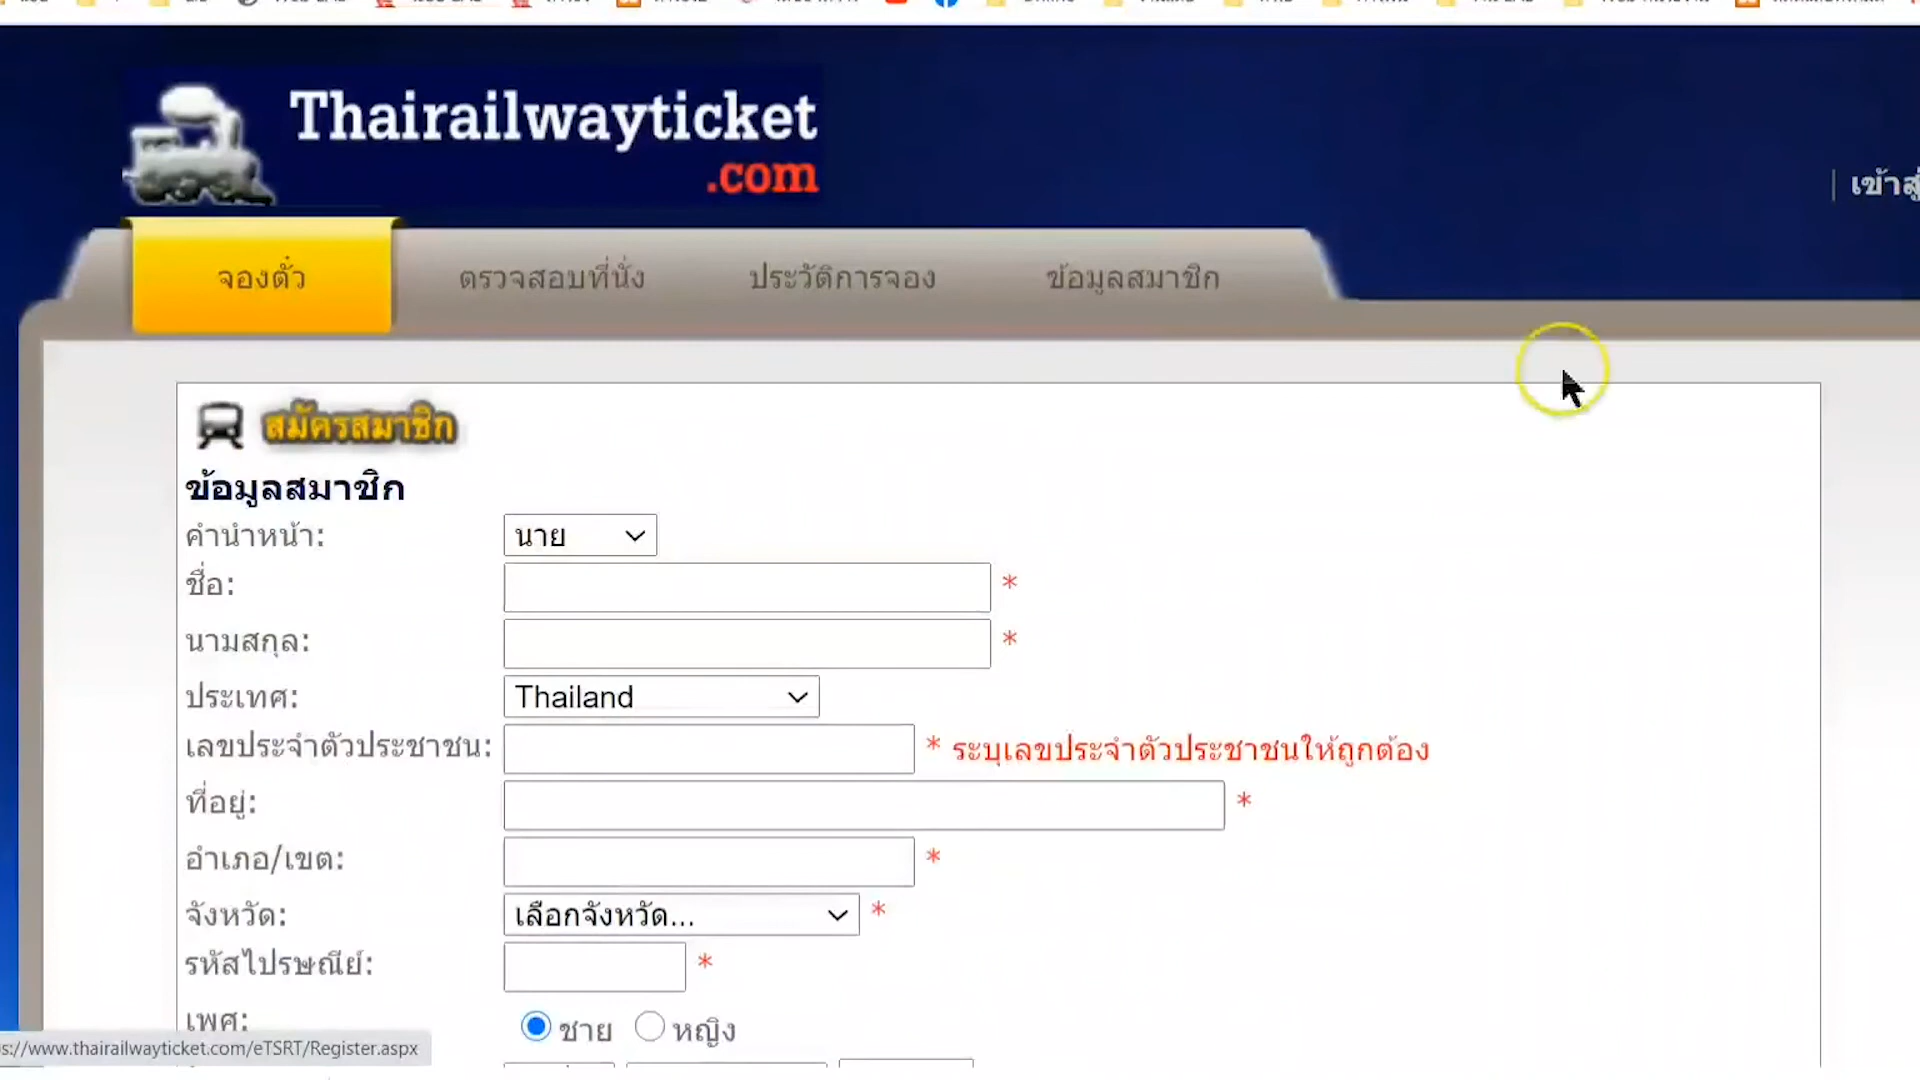 Thairailwayticket
.com
| เข้าสู่
จองตั๋ว ตรวจสอบที่นั่ง ประวัติการจอง ข้อมูลสมาชิก
สมัครสมาชิก
ข้อมูลสมาชิก
คำนำหน้า: นาย
ชื่อ: *
นามสกุล: *
ประเทศ: Thailand
เลขประจำตัวประชาชน: * ระบุเลขประจำตัวประชาชนให้ถูกต้อง
ที่อยู่: *
อำเภอ/เขต: *
จังหวัด: เลือกจังหวัด... *
รหัสไปรษณีย์: *
เพศ: ชาย หญิง
s://www.thairailwayticket.com/eTSRT/Register.aspx